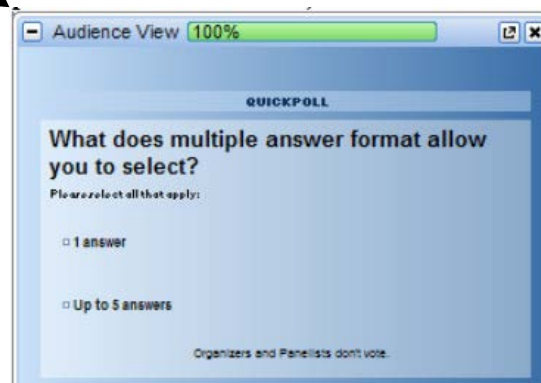 Audience View 100%
QUICKPOLL
What does multiple answer format allow
you to select?
Please select all that apply:
1 answer
Up to 5 answers
Organizers and Panelists don't vote.